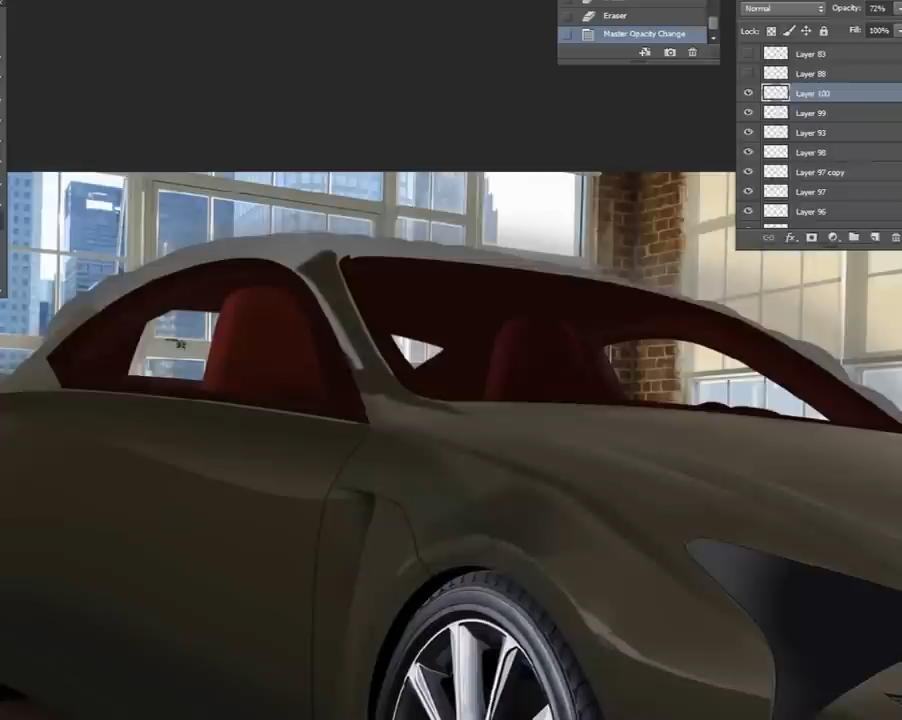 Eraser
Master Opacity Change
Normal
Opacity: 72%
Lock:
Fill: 100%
Layer 83
Layer 88
Layer 100
Layer 99
Layer 93
Layer 98
Layer 97 copy
Layer 97
Layer 96
fx